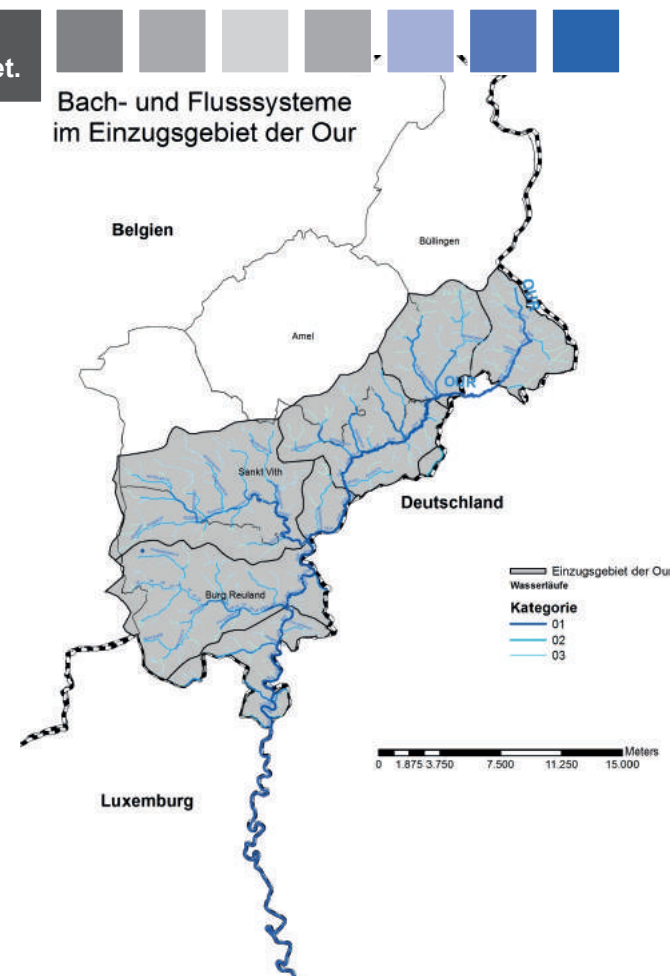 et.
Bach- und Flusssysteme
im Einzugsgebiet der Our
Belgien
Büllingen
OUR
Amel
OUR
Sankt Vith
Deutschland
Einzugsgebiet der Our
Wasserläufe
Kategorie
01
02
03
Burg Reuland
Meters
0 1.875 3.750 7.500 11.250 15.000
Luxemburg